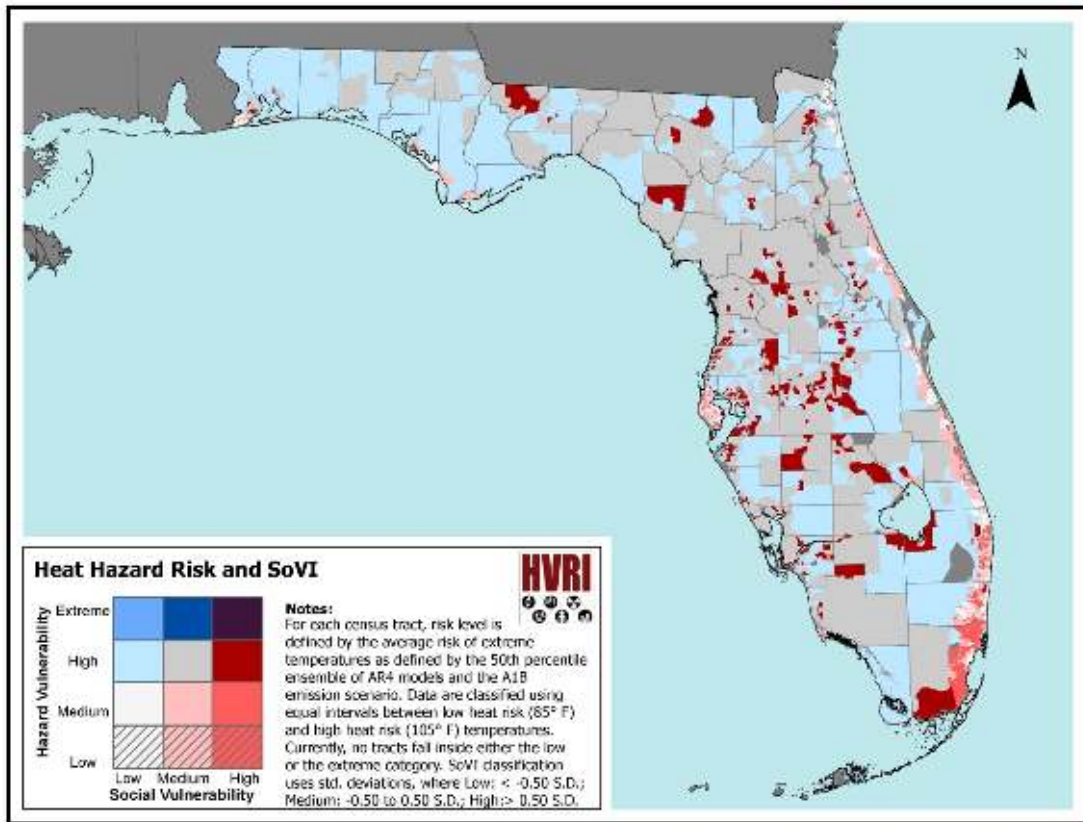 N
Heat Hazard Risk and SoVI
HVRI
Hazard Vulnerability
Extreme
High
Medium
Low
Low Medium High
Social Vulnerability
Notes:
For each census tract, risk level is
defined by the average risk of extreme
temperatures as defined by the 50th percentile
ensemble of AR4 models and the A1B
emission scenario. Data are classified using
equal intervals between low heat risk (85° F)
and high heat risk (105° F) temperatures.
Currently, no tracts fall inside either the low
or the extreme category. SoVI classification
uses std. deviations, where Low: < -0.50 S.D.;
Medium: -0.50 to 0.50 S.D.; High:> 0.50 S.D.